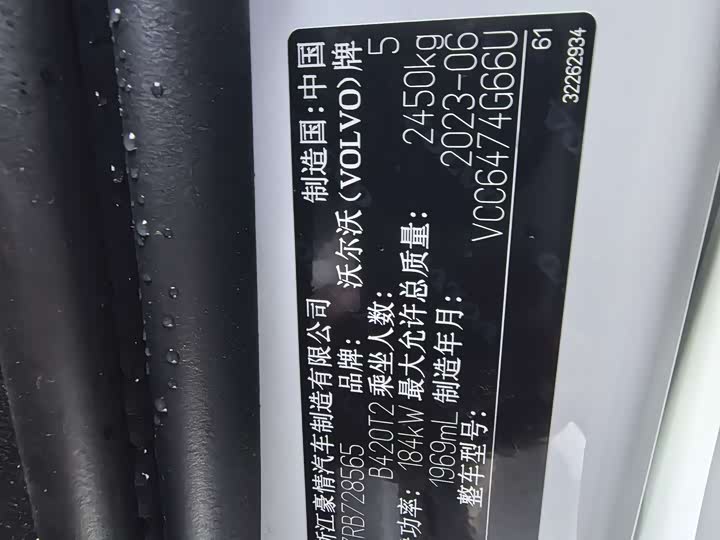 浙江豪情汽车制造有限公司 制造国:中国
RB728565 品牌: 沃尔沃(VOLVO)牌
B420T2 乘坐人数: 5
功率: 184kW 最大允许总质量: 2450kg
1969mL 制造年月: 2023-06
整车型号: VCC6474G66U
61
32262934